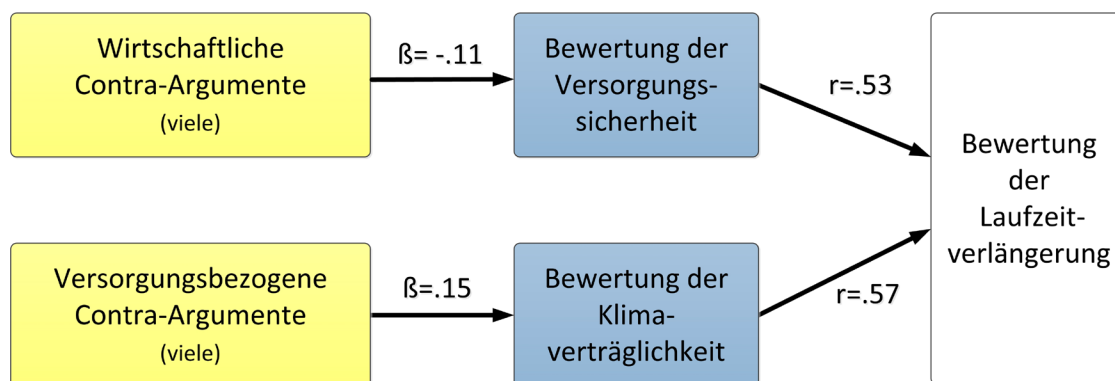 Wirtschaftliche
Contra-Argumente
(viele)
ß= -.11
Bewertung der
Versorgungs-
sicherheit
r=.53
Bewertung
der
Laufzeit-
verlängerung
Versorgungsbezogene
Contra-Argumente
(viele)
ß=.15
Bewertung der
Klima-
verträglichkeit
r=.57